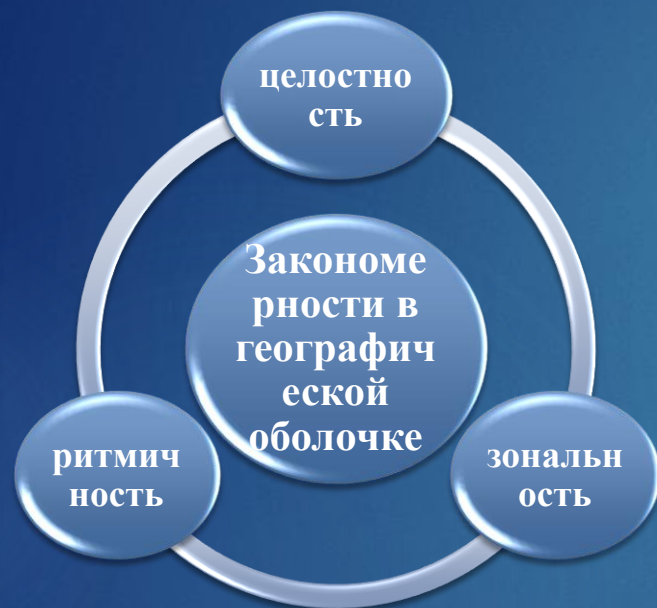 целостно
сть
Закономе
рности в
географич
еской
оболочке
ритмич
ность
зональн
ость